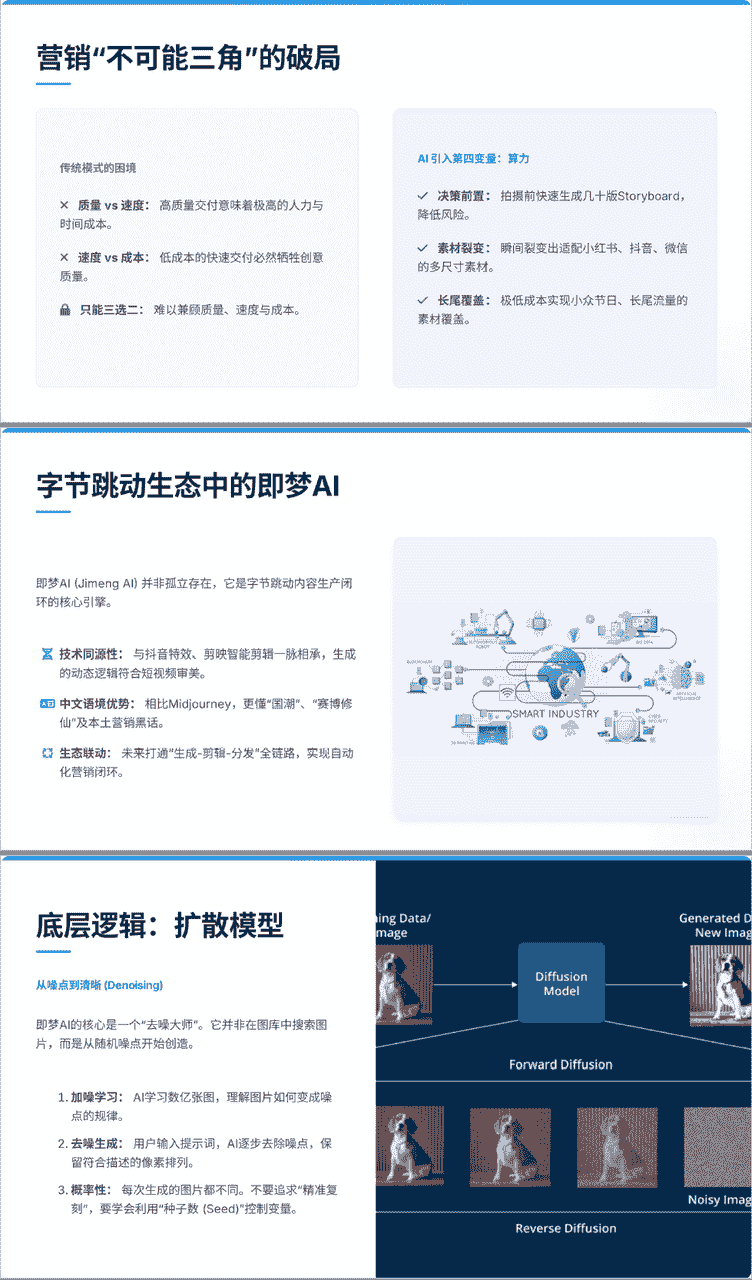 营销“不可能三角”的破局
传统模式的困境
× 质量 vs 速度： 高质量交付意味着极高的人力与
时间成本。
× 速度 vs 成本： 低成本的快速交付必然牺牲创意
质量。
只能三选二： 难以兼顾质量、速度与成本。
AI 引入第四变量：算力
✓ 决策前置： 拍摄前快速生成几十版Storyboard，
降低风险。
✓ 素材裂变： 瞬间裂变出适配小红书、抖音、微信
的多尺寸素材。
✓ 长尾覆盖： 极低成本实现小众节日、长尾流量的
素材覆盖。
字节跳动生态中的即梦AI
即梦AI (Jimeng AI) 并非孤立存在，它是字节跳动内容生产闭
环的核心引擎。
技术同源性： 与抖音特效、剪映智能剪辑一脉相承，生成
的动态逻辑符合短视频审美。
中文语境优势： 相比Midjourney，更懂“国潮”、“赛博修
仙”及本土营销黑话。
生态联动： 未来打通“生成-剪辑-分发”全链路，实现自动
化营销闭环。
SMART INDUSTRY
ARTIFICIAL
INTELLIGENCE
底层逻辑：扩散模型
从噪点到清晰 (Denoising)
即梦AI的核心是一个“去噪大师”。它并非在图库中搜索图
片，而是从随机噪点开始创造。
1. 加噪学习： AI学习数亿张图，理解图片如何变成噪
点的规律。
2. 去噪生成： 用户输入提示词，AI逐步去除噪点，保
留符合描述的像素排列。
3. 概率性： 每次生成的图片都不同。不要追求“精准复
刻”，要学会利用“种子数 (Seed)”控制变量。
ning Data/
mage
Diffusion
Model
Generated D
New Imag
Forward Diffusion
Noisy Imag
Reverse Diffusion